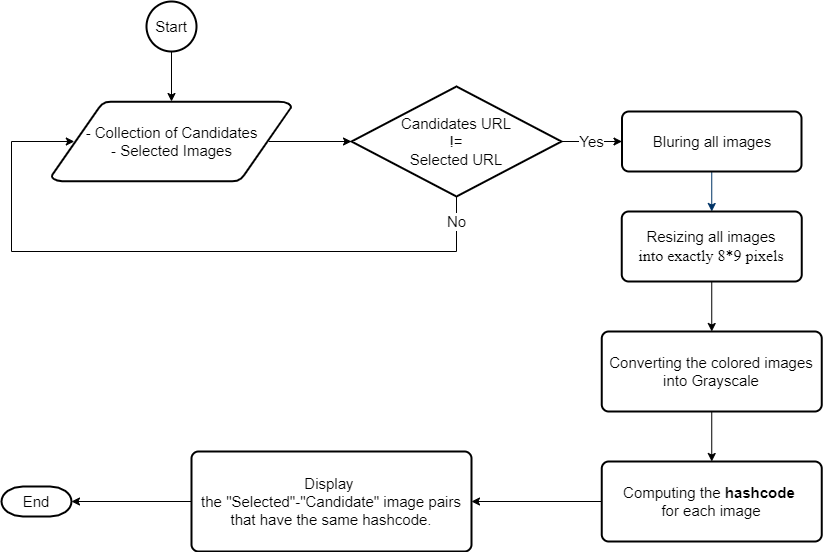 Start
- Collection of Candidates
- Selected Images
Candidates URL
!=
Selected URL
Yes
No
Bluring all images
Resizing all images
into exactly 8*9 pixels
Converting the colored images
into Grayscale
Computing the hashcode
for each image
Display
the "Selected"-"Candidate" image pairs
that have the same hashcode.
End